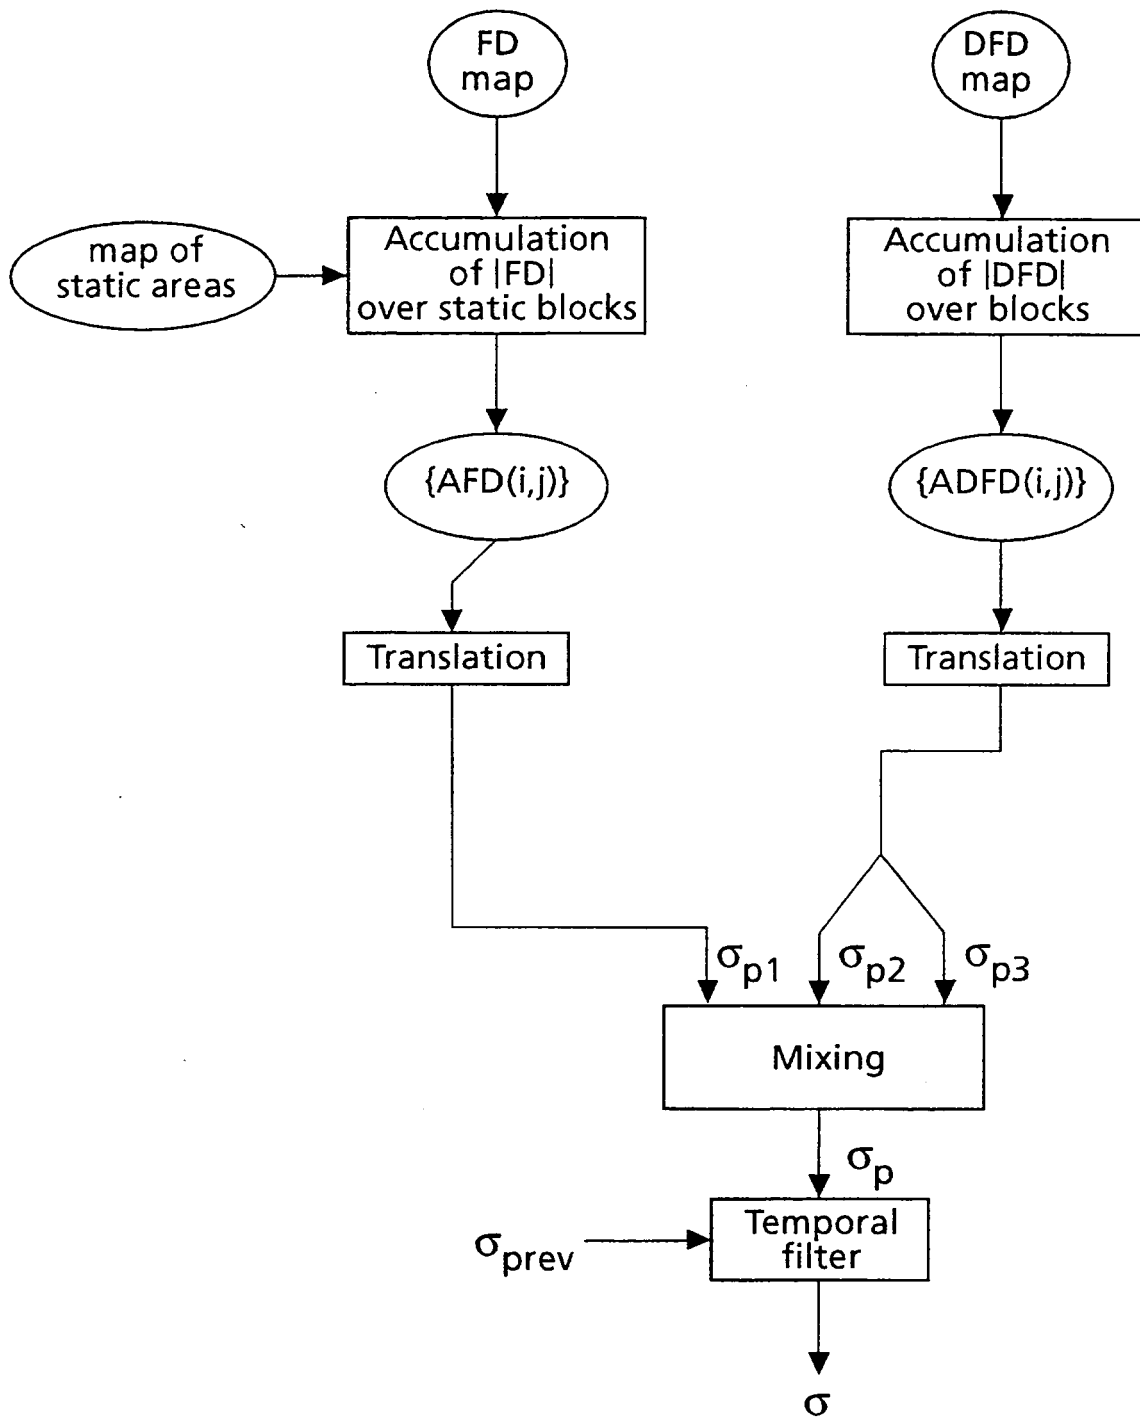 FD
map
DFD
map
map of
static areas
Accumulation
of |FD|
over static blocks
Accumulation
of |DFD|
over blocks
{AFD(i,j)}
{ADFD(i,j)}
Translation
Translation
σp1
σp2
σp3
Mixing
σp
σprev
Temporal
filter
σ